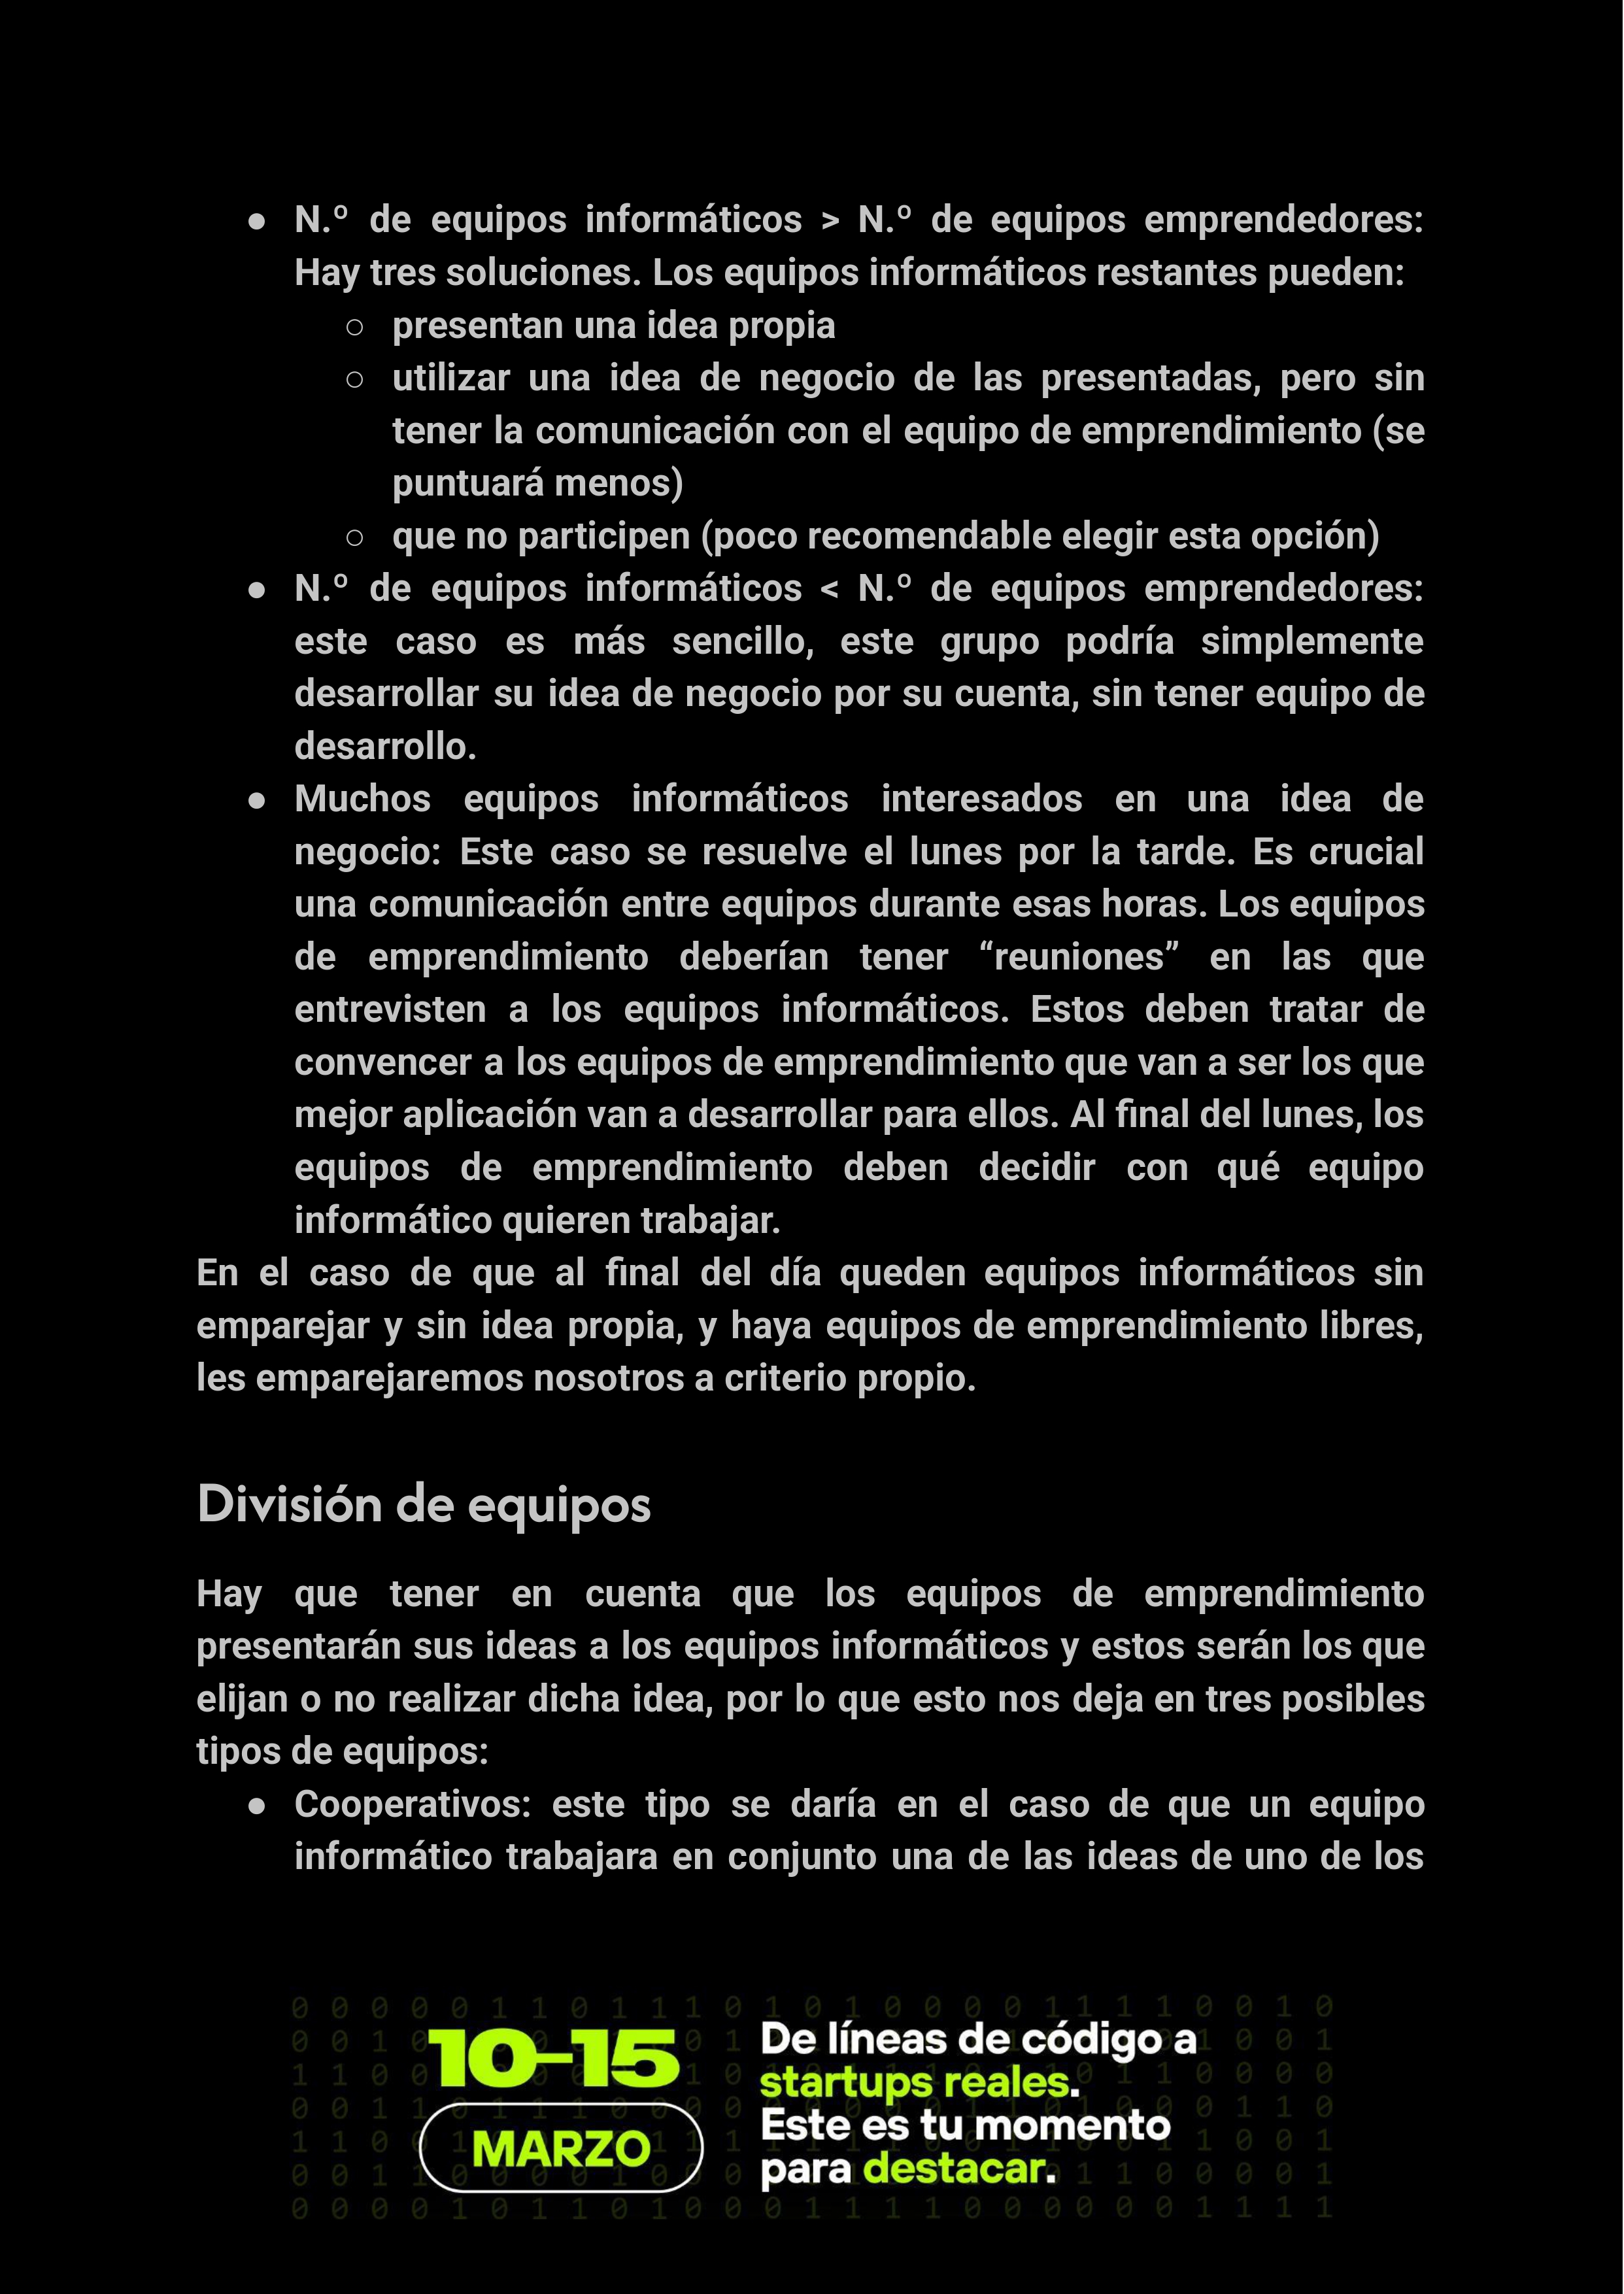 ● N.º de equipos informáticos > N.º de equipos emprendedores:
Hay tres soluciones. Los equipos informáticos restantes pueden:
○ presentan una idea propia
○ utilizar una idea de negocio de las presentadas, pero sin
tener la comunicación con el equipo de emprendimiento (se
puntuará menos)
○ que no participen (poco recomendable elegir esta opción)
● N.º de equipos informáticos < N.º de equipos emprendedores:
este caso es más sencillo, este grupo podría simplemente
desarrollar su idea de negocio por su cuenta, sin tener equipo de
desarrollo.
● Muchos equipos informáticos interesados en una idea de
negocio: Este caso se resuelve el lunes por la tarde. Es crucial
una comunicación entre equipos durante esas horas. Los equipos
de emprendimiento deberían tener “reuniones” en las que
entrevisten a los equipos informáticos. Estos deben tratar de
convencer a los equipos de emprendimiento que van a ser los que
mejor aplicación van a desarrollar para ellos. Al final del lunes, los
equipos de emprendimiento deben decidir con qué equipo
informático quieren trabajar.
En el caso de que al final del día queden equipos informáticos sin
emparejar y sin idea propia, y haya equipos de emprendimiento libres,
les emparejaremos nosotros a criterio propio.
División de equipos
Hay que tener en cuenta que los equipos de emprendimiento
presentarán sus ideas a los equipos informáticos y estos serán los que
elijan o no realizar dicha idea, por lo que esto nos deja en tres posibles
tipos de equipos:
● Cooperativos: este tipo se daría en el caso de que un equipo
informático trabajara en conjunto una de las ideas de uno de los
10–15
MARZO
De líneas de código a
startups reales.
Este es tu momento
para destacar.